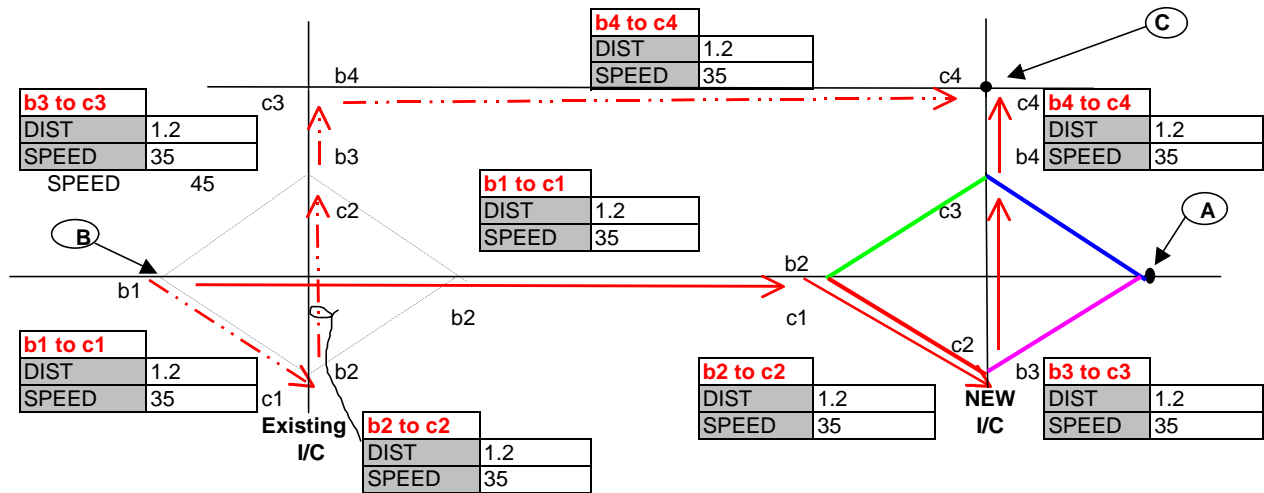 b4 to c4
DIST 1.2
SPEED 35
C
b4
c4
b3 to c3
DIST 1.2
SPEED 35
SPEED 45
c3
b3
c4
b4
b4 to c4
DIST 1.2
SPEED 35
b1 to c1
DIST 1.2
SPEED 35
c2
c3
A
B
b1
b2
b2
c1
b1 to c1
DIST 1.2
SPEED 35
c1
b2
Existing
I/C
b2 to c2
DIST 1.2
SPEED 35
b2 to c2
DIST 1.2
SPEED 35
c2
b3
NEW
I/C
b3 to c3
DIST 1.2
SPEED 35